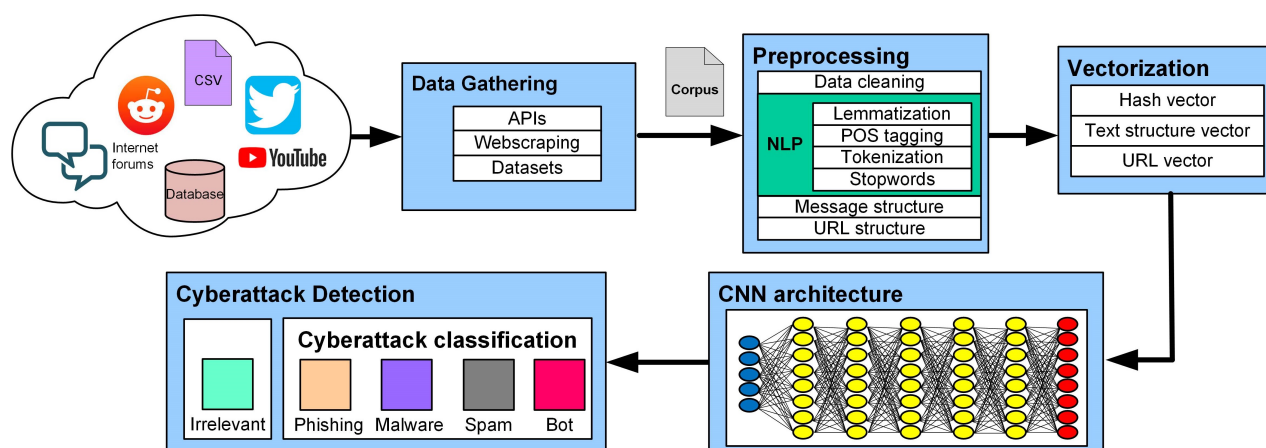 CSV
Internet
forums
YouTube
Database
Data Gathering
APIs
Webscraping
Datasets
Corpus
Preprocessing
Data cleaning
NLP
Lemmatization
POS tagging
Tokenization
Stopwords
Message structure
URL structure
Vectorization
Hash vector
Text structure vector
URL vector
CNN architecture
Cyberattack Detection
Irrelevant
Cyberattack classification
Phishing
Malware
Spam
Bot